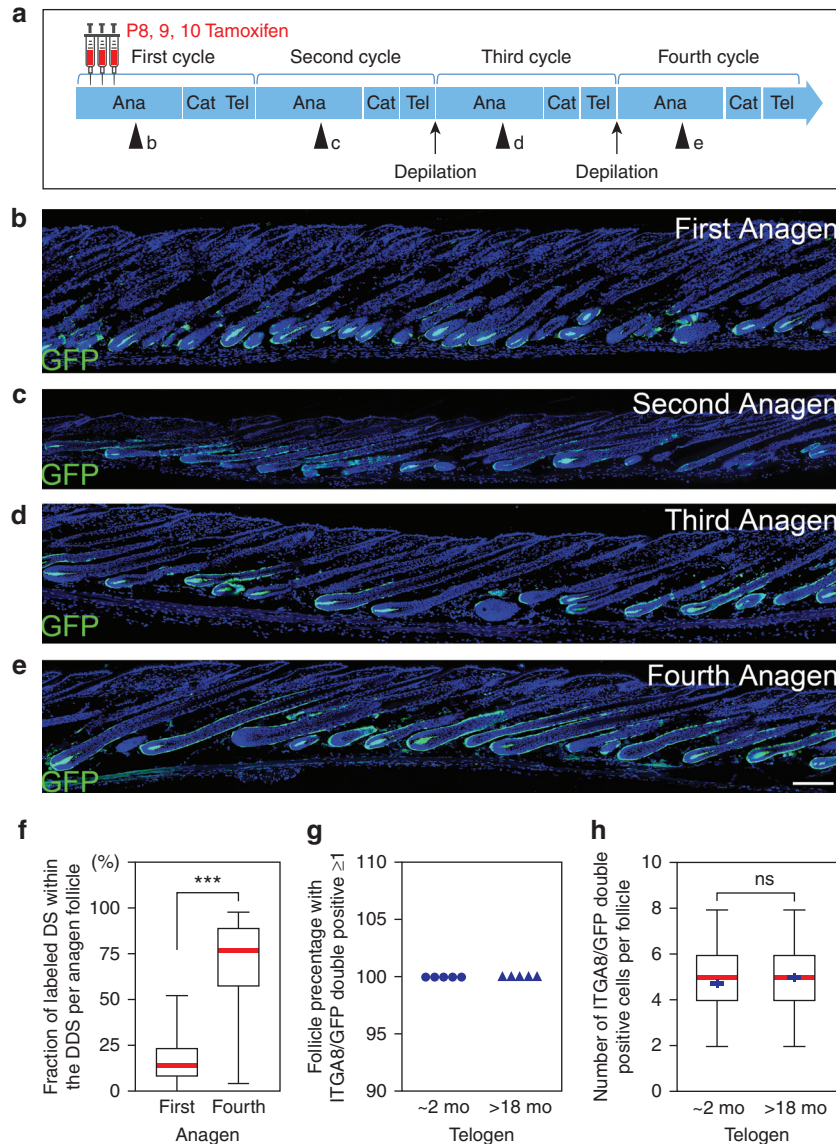 a
P8, 9, 10 Tamoxifen
First cycle Second cycle Third cycle Fourth cycle
Ana Cat Tel Ana Cat Tel Ana Cat Tel Ana Cat Tel
b c d e
Depilation Depilation
b
First Anagen
GFP
c
Second Anagen
GFP
d
Third Anagen
GFP
e
Fourth Anagen
GFP
f
Fraction of labeled DS within
the DDS per anagen follicle
(%)
100
75
50
25
0
***
First Fourth
Anagen
g
Follicle precentage with
ITGA8/GFP double positive ≥1
110
105
100
95
90
~2 mo >18 mo
Telogen
h
Number of ITGA8/GFP double
positive cells per follicle
10
8
6
4
2
0
ns
~2 mo >18 mo
Telogen